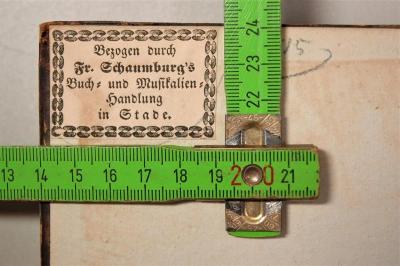 Bezogen durch
Fr. Schaumburg's
Buch- und Musikalien-
Handlung
in Stade.
15
24
23
22
13 14 15 16 17 18 19 20 21